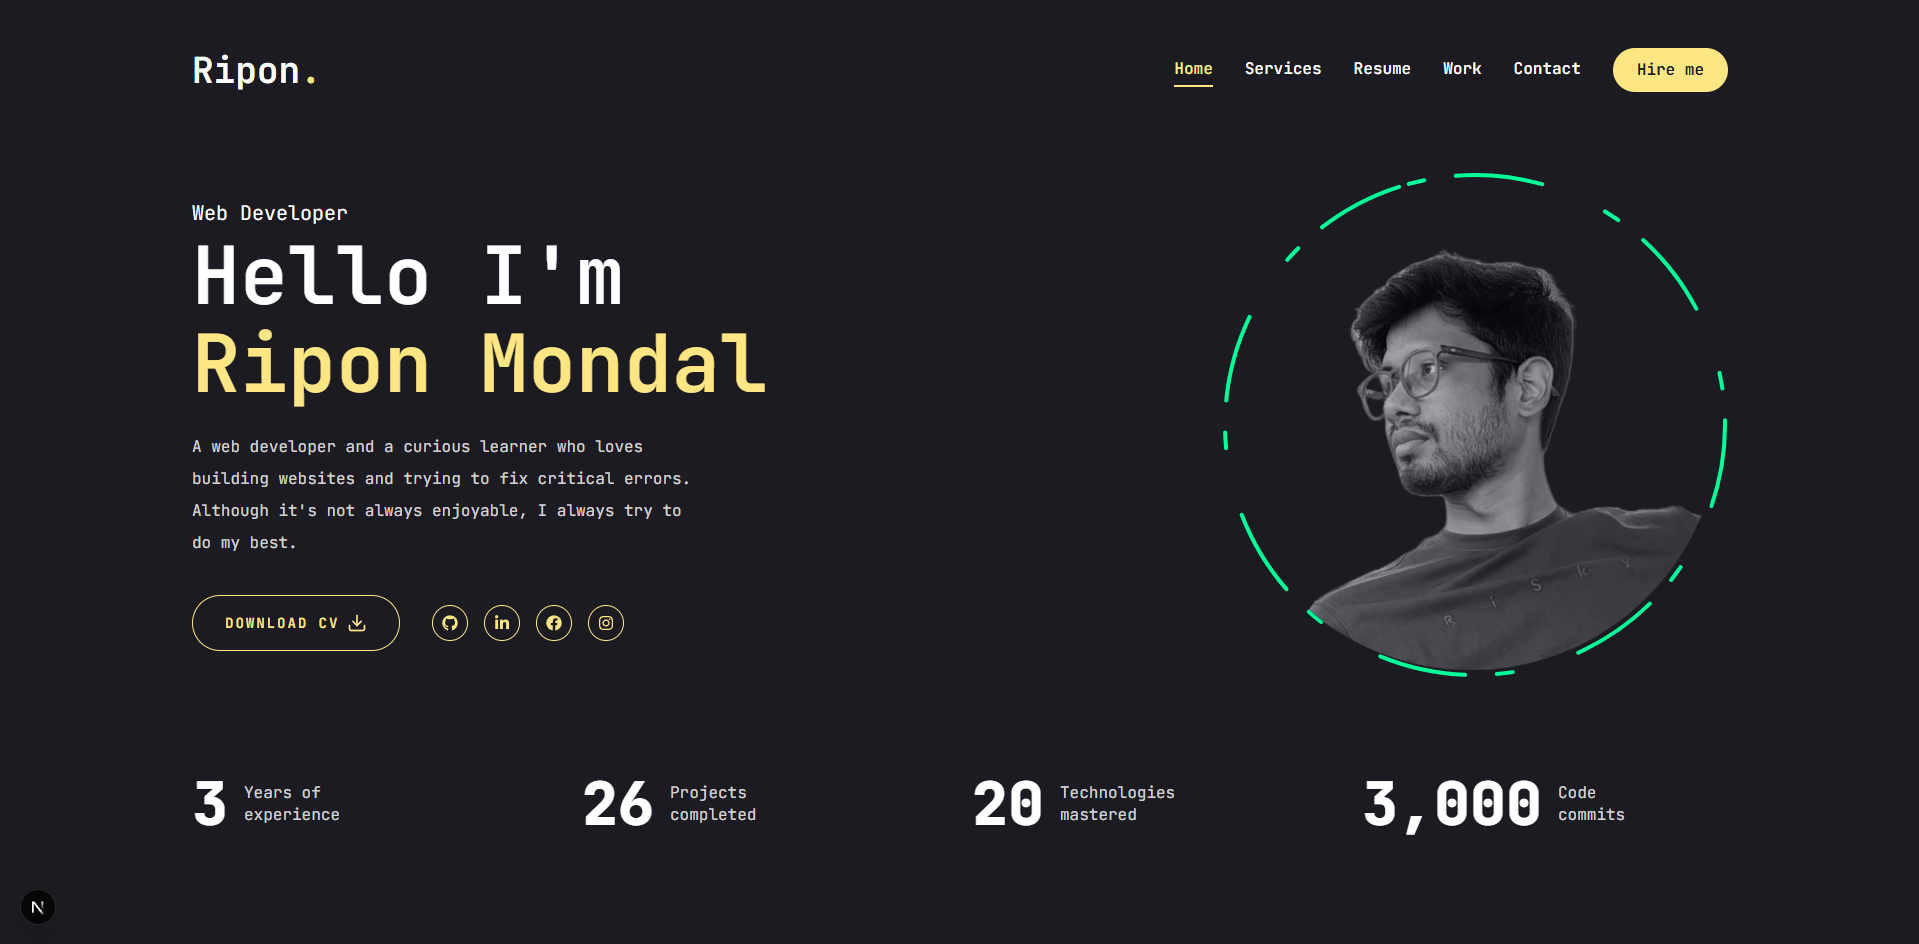 Ripon.
Home Services Resume Work Contact Hire me
Web Developer
Hello I'm
Ripon Mondal
A web developer and a curious learner who loves
building websites and trying to fix critical errors.
Although it's not always enjoyable, I always try to
do my best.
DOWNLOAD CV
in
RiSkY
3 Years of
experience
26 Projects
completed
20 Technologies
mastered
3,000 Code
commits
N